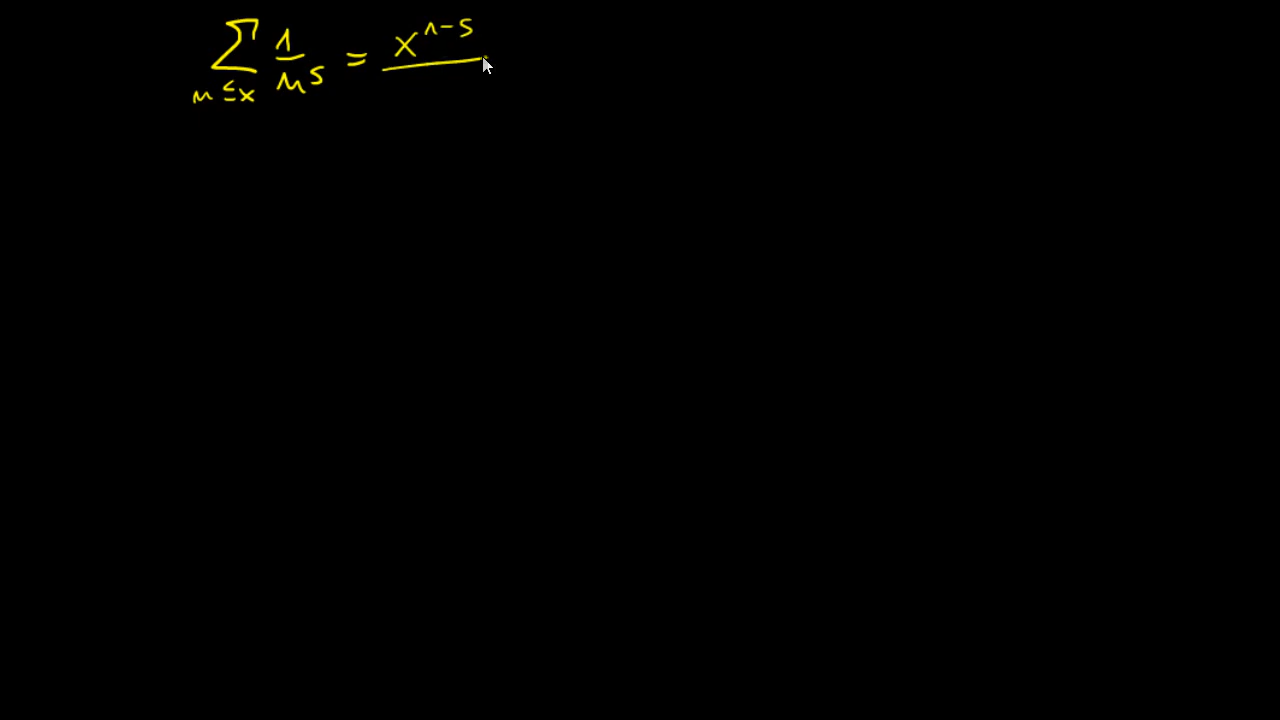 ∑_{n ≤ x} 1/n^s = x^{1-s}/